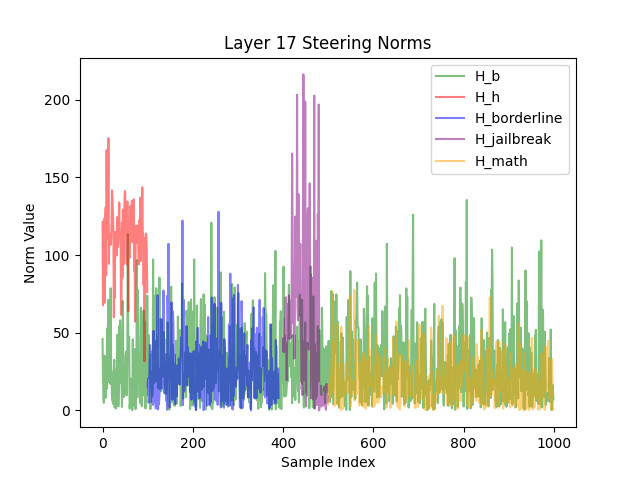 Layer 17 Steering Norms
Norm Value
200
150
100
50
0
H_b
H_h
H_borderline
H_jailbreak
H_math
0
200
400
600
800
1000
Sample Index